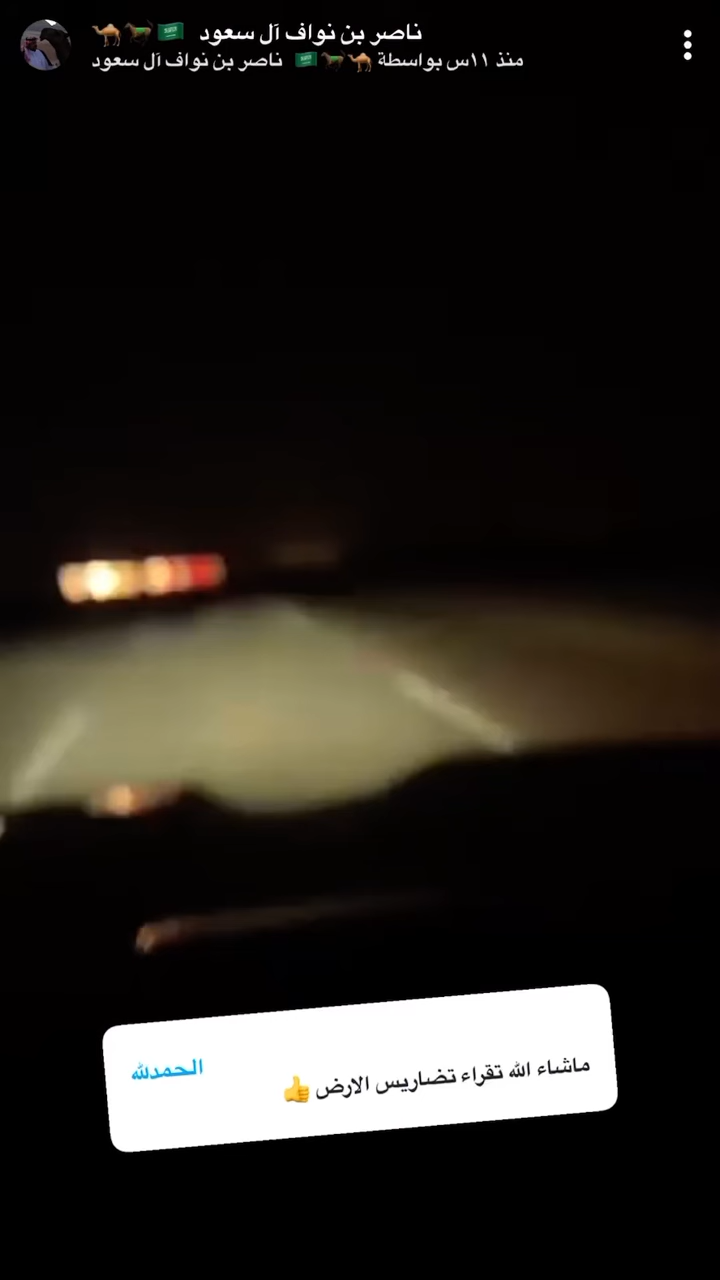 ناصر بن نواف آل سعود 🇸🇦🐎🐪
منذ ١١س بواسطة 🐪🐎🇸🇦 ناصر بن نواف آل سعود
ماشاء الله تقراء تضاريس الارض👍
الحمدلله